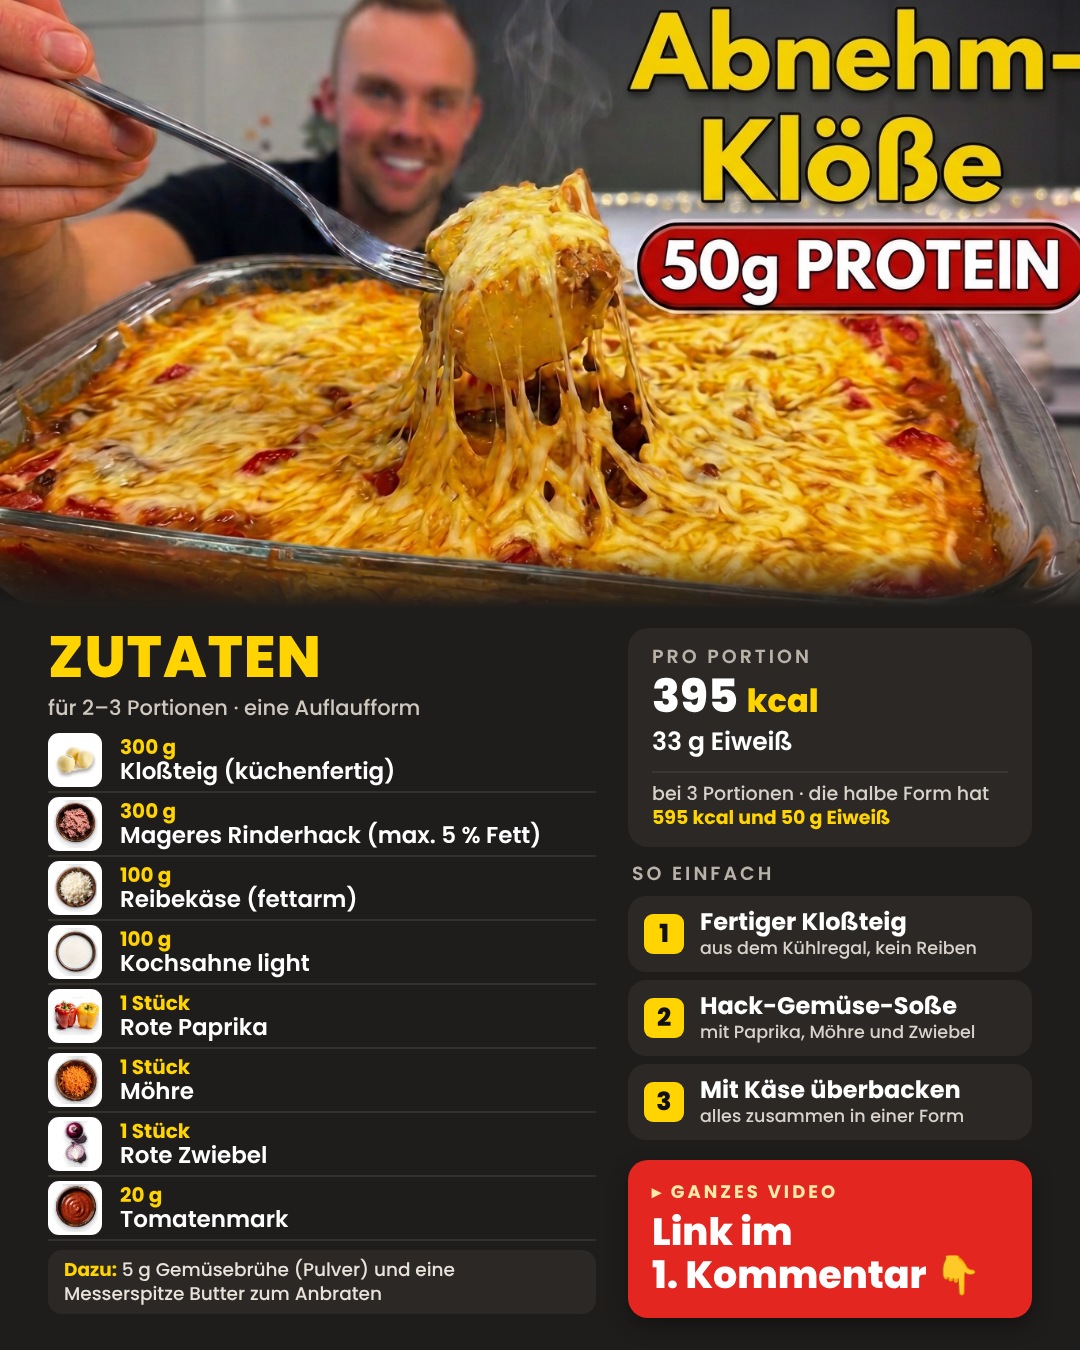 Abnehm-
Klöße
50g PROTEIN
ZUTATEN
für 2–3 Portionen · eine Auflaufform
300 g
Kloßteig (küchenfertig)
300 g
Mageres Rinderhack (max. 5 % Fett)
100 g
Reibekäse (fettarm)
100 g
Kochsahne light
1 Stück
Rote Paprika
1 Stück
Möhre
1 Stück
Rote Zwiebel
20 g
Tomatenmark
Dazu: 5 g Gemüsebrühe (Pulver) und eine
Messerspitze Butter zum Anbraten
PRO PORTION
395 kcal
33 g Eiweiß
bei 3 Portionen · die halbe Form hat
595 kcal und 50 g Eiweiß
SO EINFACH
1 Fertiger Kloßteig
aus dem Kühlregal, kein Reiben
2 Hack-Gemüse-Soße
mit Paprika, Möhre und Zwiebel
3 Mit Käse überbacken
alles zusammen in einer Form
▸ GANZES VIDEO
Link im
1. Kommentar 👇